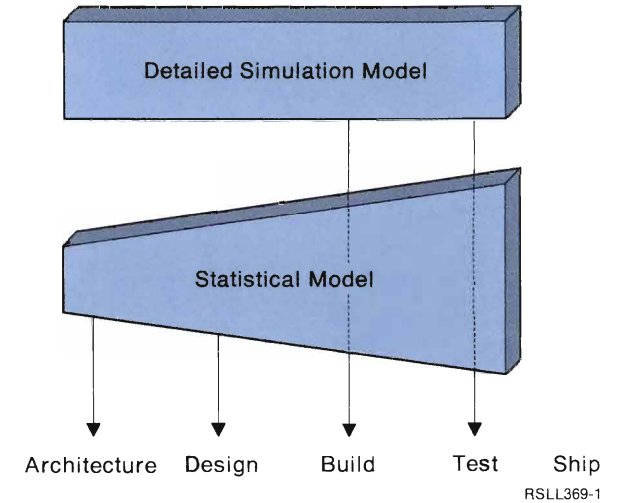 Detailed Simulation Model
Statistical Model
Architecture Design Build Test Ship
RSLL369-1